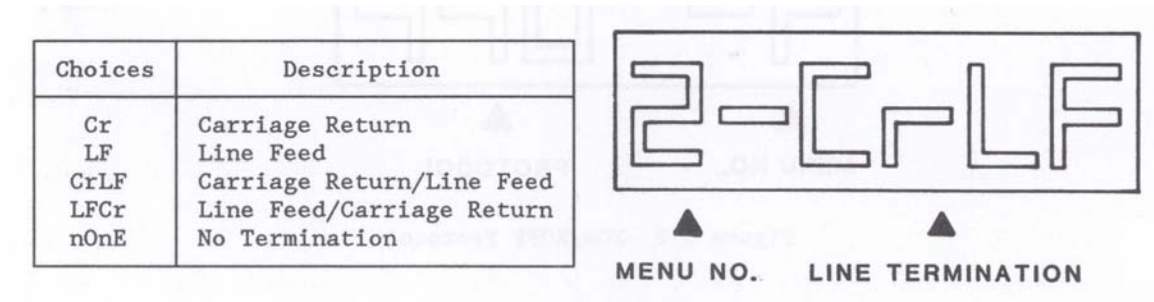 Choices Description
Cr Carriage Return
LF Line Feed
CrLF Carriage Return/Line Feed
LFCr Line Feed/Carriage Return
nOnE No Termination
2-CrLF
MENU NO. LINE TERMINATION